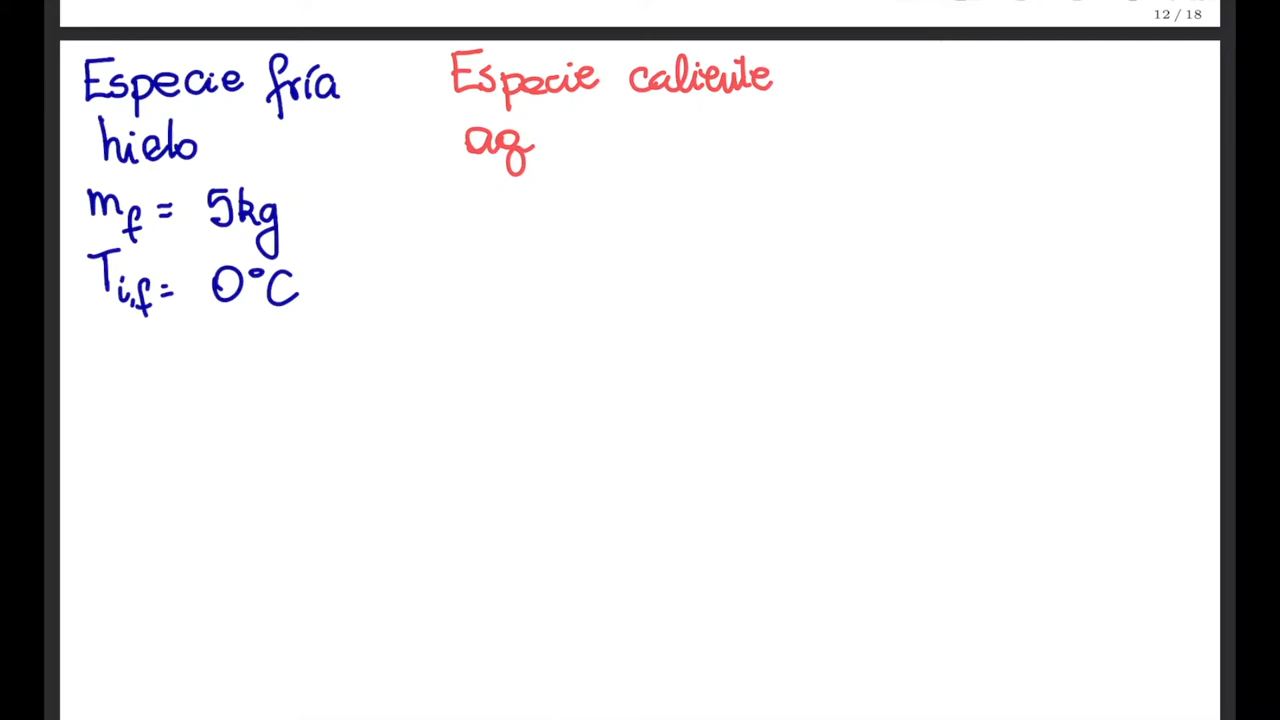 12 / 18
Especie fría
hielo
m_f = 5kg
T_i,f = 0°C
Especie caliente
ag